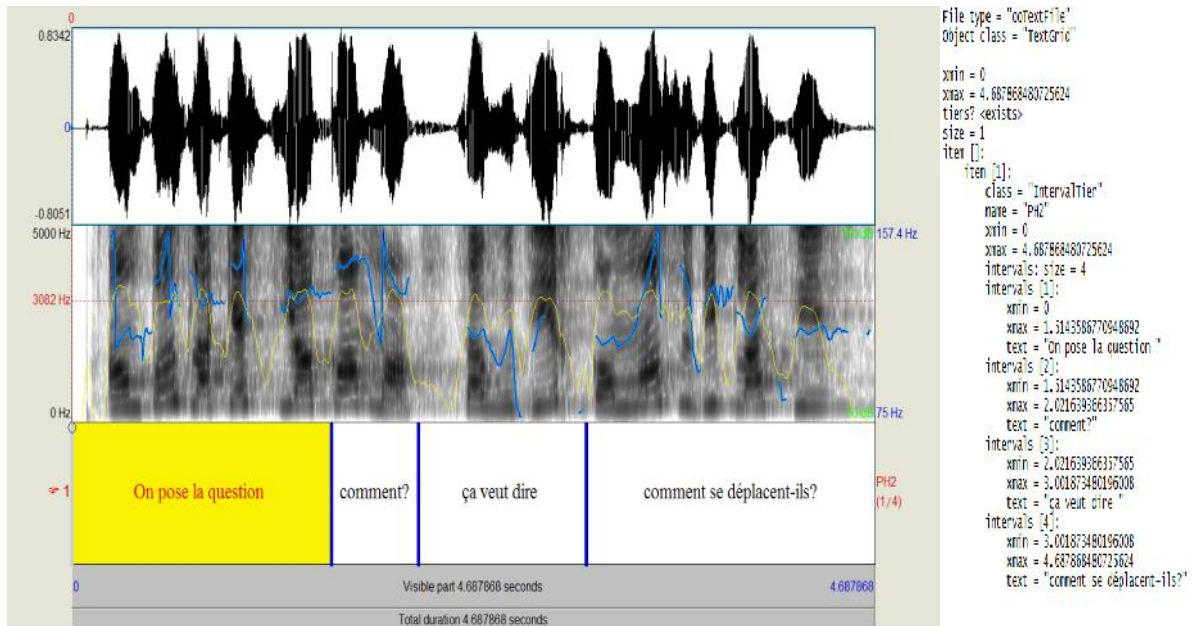 0
0.8342
0
-0.8051
5000 Hz
3082 Hz
0 Hz
157.4 Hz
75 Hz
1
On pose la question
comment?
ça veut dire
comment se déplacent-ils?
PH2
(1/4)
0
Visible part 4.687868 seconds
4.687868
Total duration 4.687868 seconds
File type = "ooTextFile"
Object class = "TextGrid"
xmin = 0
xmax = 4.687868480725624
tiers? <exists>
size = 1
item []:
item [1]:
class = "IntervalTier"
name = "PH2"
xmin = 0
xmax = 4.687868480725624
intervals: size = 4
intervals [1]:
xmin = 0
xmax = 1.5143586770948692
text = "On pose la question "
intervals [2]:
xmin = 1.5143586770948692
xmax = 2.021639366357585
text = "comment?"
intervals [3]:
xmin = 2.021639366357585
xmax = 3.001873480196008
text = "ça veut dire "
intervals [4]:
xmin = 3.001873480196008
xmax = 4.687868480725624
text = "comment se déplacent-ils?"